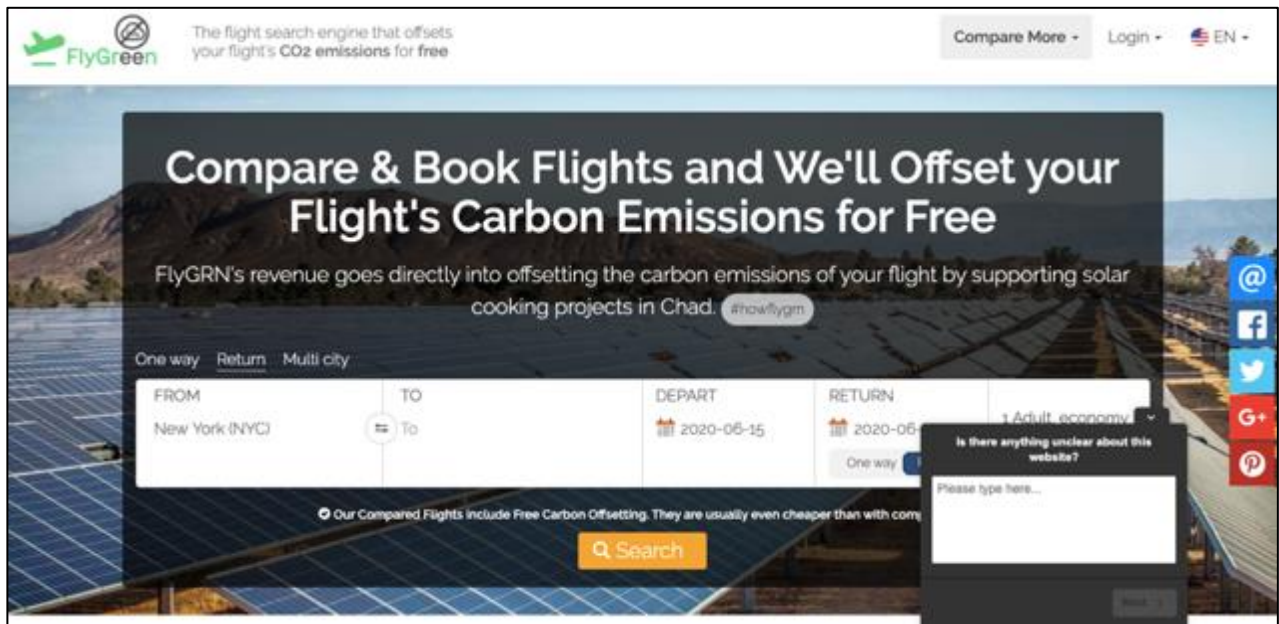 FlyGreen
The flight search engine that offsets
your flight's CO2 emissions for free
Compare More
Login
EN
Compare & Book Flights and We'll Offset your
Flight's Carbon Emissions for Free
FlyGRN's revenue goes directly into offsetting the carbon emissions of your flight by supporting solar
cooking projects in Chad. #howflygrn
One way Return Multi city
FROM TO DEPART RETURN
New York (NYC) To 2020-06-15 2020-06- 1 Adult, economy
One way
Is there anything unclear about this
website?
Please type here...
Our Compared Flights include Free Carbon Offsetting. They are usually even cheaper than with
Search
Next
@
f
G+